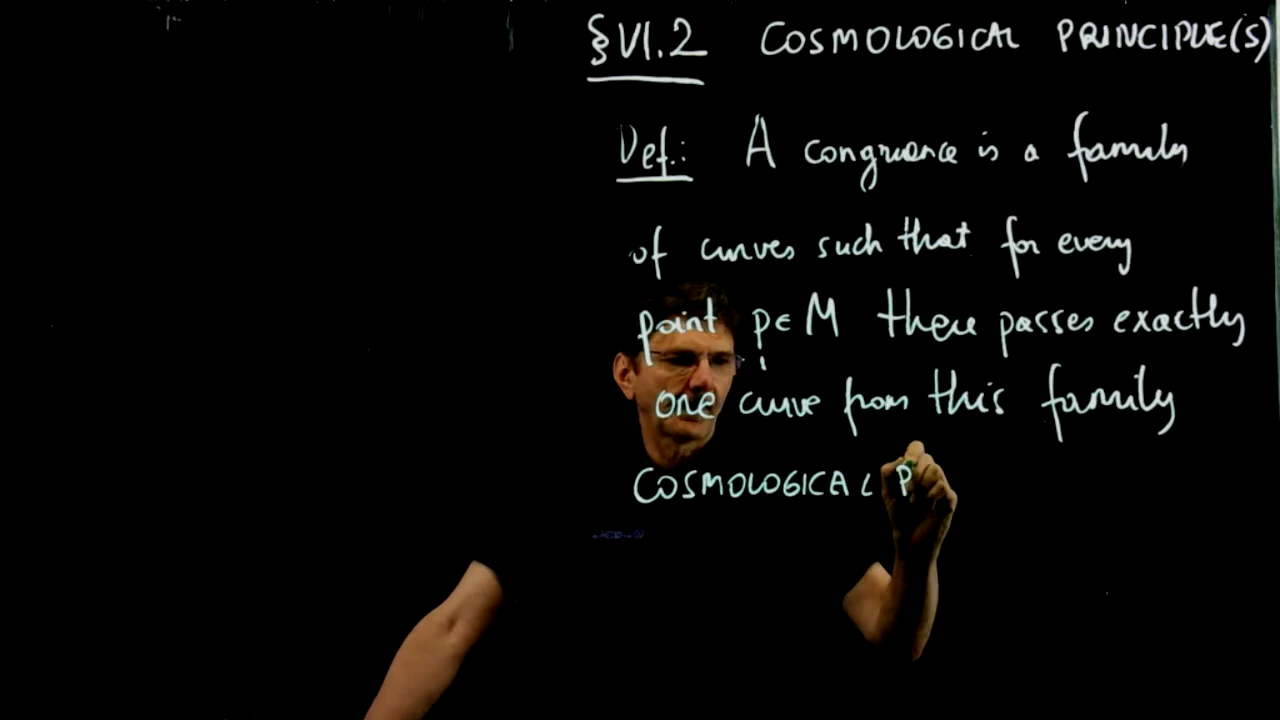 §VI.2 COSMOLOGICAL PRINCIPLE(S)
Def.: A congruence is a family
of curves such that for every
point p∈M there passes exactly
one curve from this family
COSMOLOGICAL P